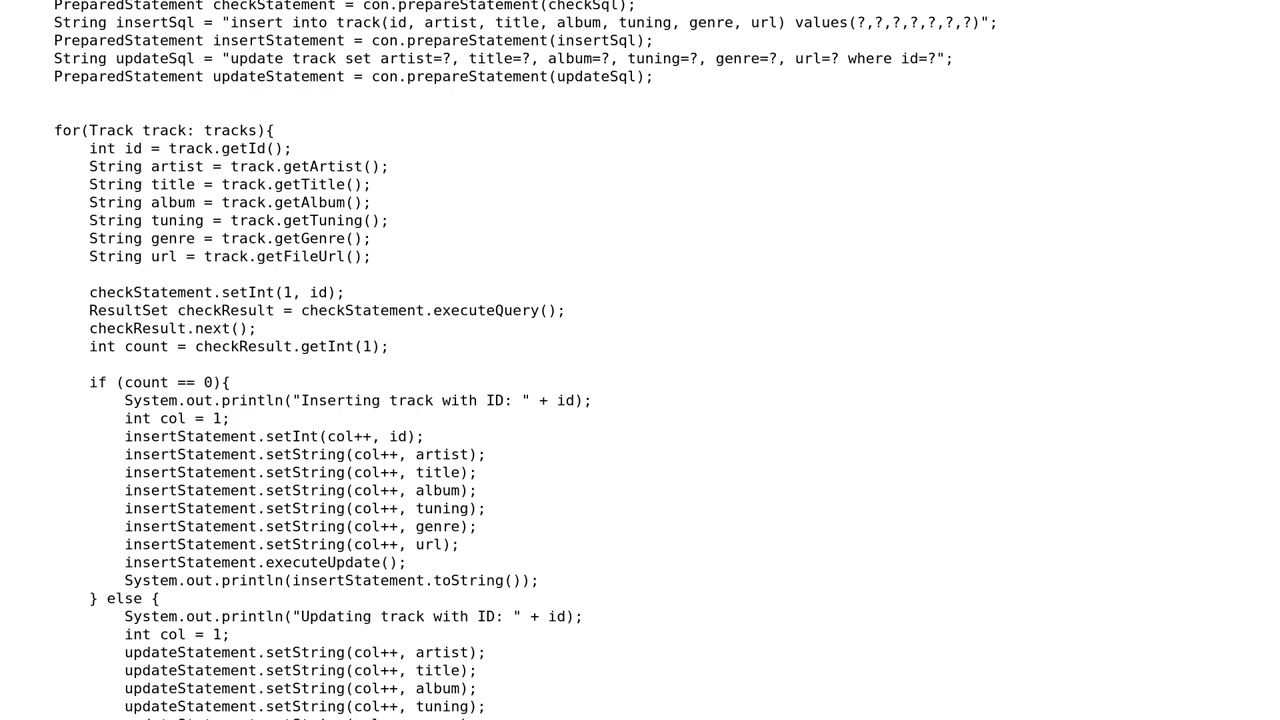 PreparedStatement checkStatement = con.prepareStatement(checkSql);
String insertSql = "insert into track(id, artist, title, album, tuning, genre, url) values(?,?,?,?,?,?,?)";
PreparedStatement insertStatement = con.prepareStatement(insertSql);
String updateSql = "update track set artist=?, title=?, album=?, tuning=?, genre=?, url=? where id=?";
PreparedStatement updateStatement = con.prepareStatement(updateSql);
for(Track track: tracks){
int id = track.getId();
String artist = track.getArtist();
String title = track.getTitle();
String album = track.getAlbum();
String tuning = track.getTuning();
String genre = track.getGenre();
String url = track.getFileUrl();
checkStatement.setInt(1, id);
ResultSet checkResult = checkStatement.executeQuery();
checkResult.next();
int count = checkResult.getInt(1);
if (count == 0){
System.out.println("Inserting track with ID: " + id);
int col = 1;
insertStatement.setInt(col++, id);
insertStatement.setString(col++, artist);
insertStatement.setString(col++, title);
insertStatement.setString(col++, album);
insertStatement.setString(col++, tuning);
insertStatement.setString(col++, genre);
insertStatement.setString(col++, url);
insertStatement.executeUpdate();
System.out.println(insertStatement.toString());
} else {
System.out.println("Updating track with ID: " + id);
int col = 1;
updateStatement.setString(col++, artist);
updateStatement.setString(col++, title);
updateStatement.setString(col++, album);
updateStatement.setString(col++, tuning);